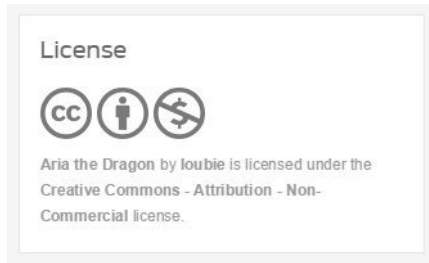 License
cc
Aria the Dragon by loubie is licensed under the
Creative Commons - Attribution - Non-
Commercial license.